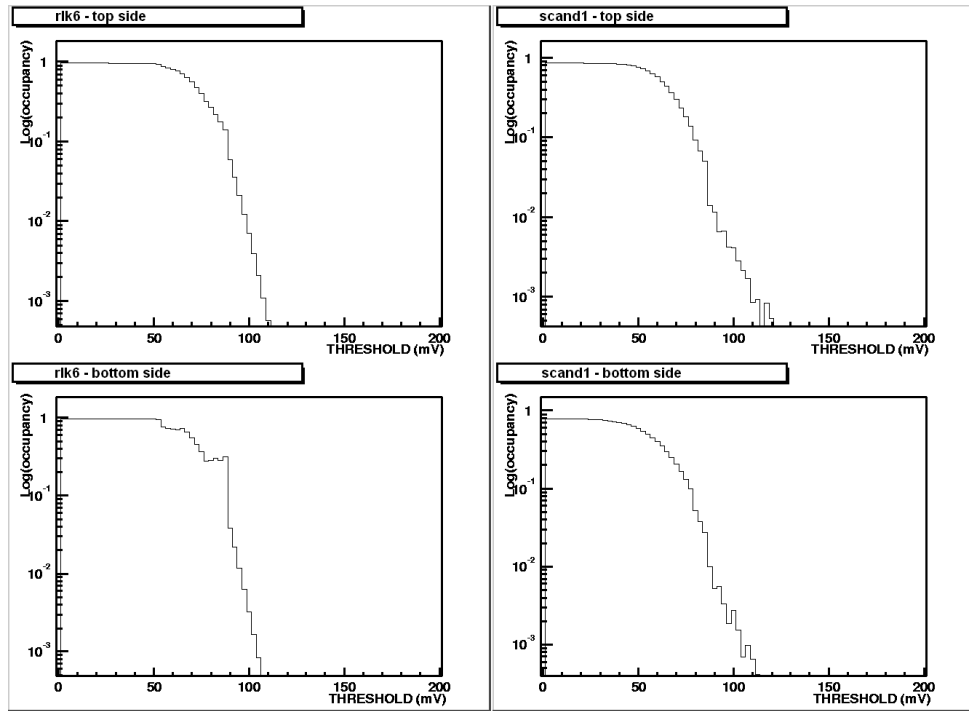 rlk6 - top side
Log(occupancy)
1
10-1
10-2
10-3
0 50 100 150 200
THRESHOLD (mV)
scand1 - top side
Log(occupancy)
1
10-1
10-2
10-3
0 50 100 150 200
THRESHOLD (mV)
rlk6 - bottom side
Log(occupancy)
1
10-1
10-2
10-3
0 50 100 150 200
THRESHOLD (mV)
scand1 - bottom side
Log(occupancy)
1
10-1
10-2
10-3
0 50 100 150 200
THRESHOLD (mV)